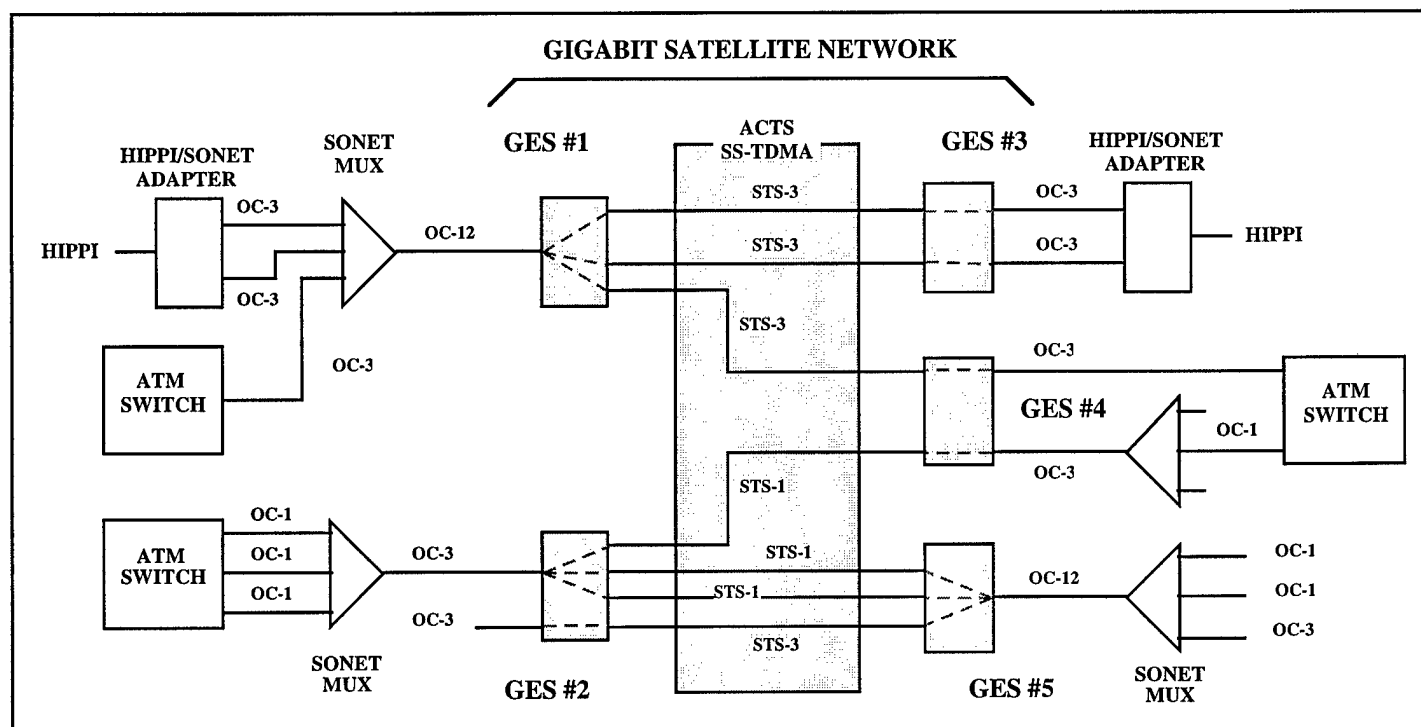 GIGABIT SATELLITE NETWORK
GES #1
ACTS
SS-TDMA
GES #3
HIPPI/SONET
ADAPTER
SONET
MUX
HIPPI/SONET
ADAPTER
HIPPI
OC-3
OC-3
OC-12
STS-3
STS-3
STS-3
OC-3
OC-3
HIPPI
ATM
SWITCH
OC-3
OC-3
GES #4
ATM
SWITCH
OC-1
OC-3
STS-1
ATM
SWITCH
OC-1
OC-1
OC-1
OC-3
OC-3
SONET
MUX
GES #2
STS-1
STS-1
STS-3
OC-12
GES #5
OC-1
OC-1
OC-3
SONET
MUX